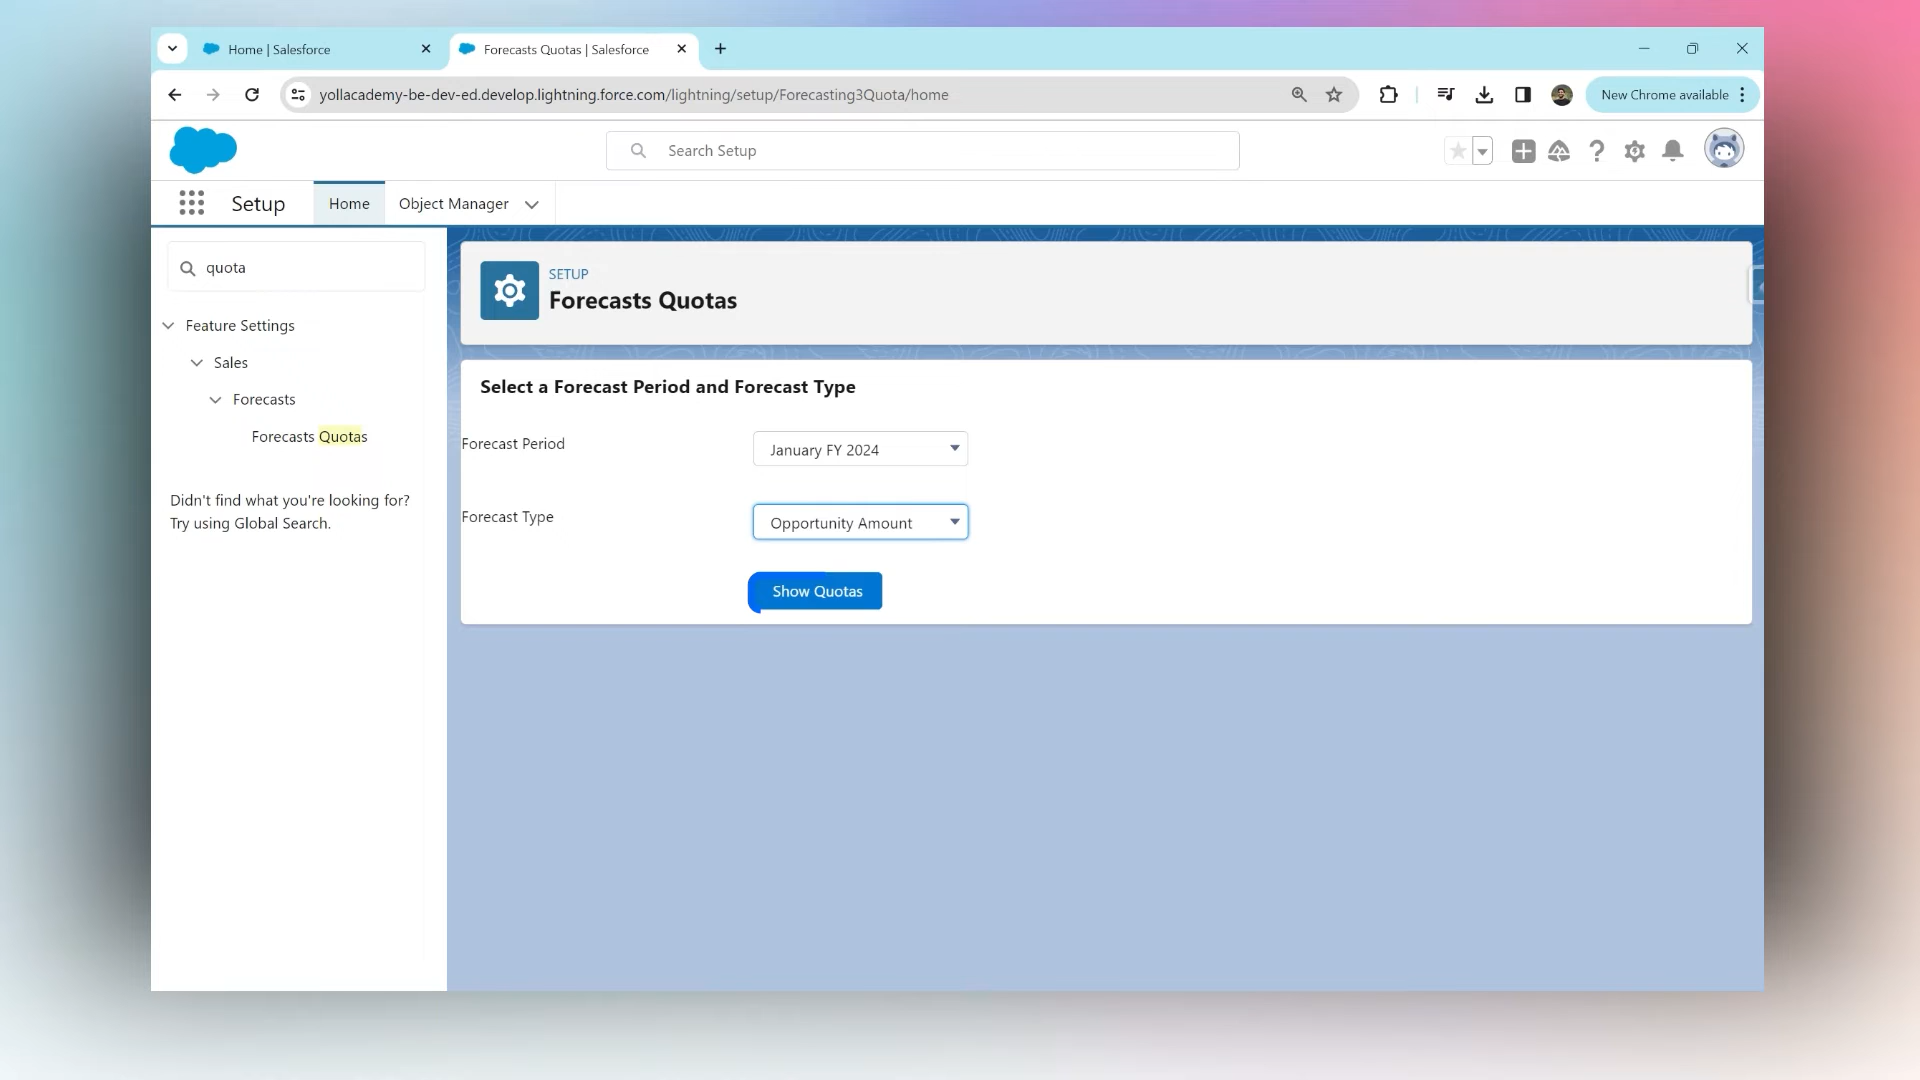 Home | Salesforce
Forecasts Quotas | Salesforce
yollacademy-be-dev-ed.develop.lightning.force.com/lightning/setup/Forecasting3Quota/home
New Chrome available
Search Setup
Setup
Home
Object Manager
quota
Feature Settings
Sales
Forecasts
Forecasts Quotas
Didn't find what you're looking for?
Try using Global Search.
SETUP
Forecasts Quotas
Select a Forecast Period and Forecast Type
Forecast Period
January FY 2024
Forecast Type
Opportunity Amount
Show Quotas